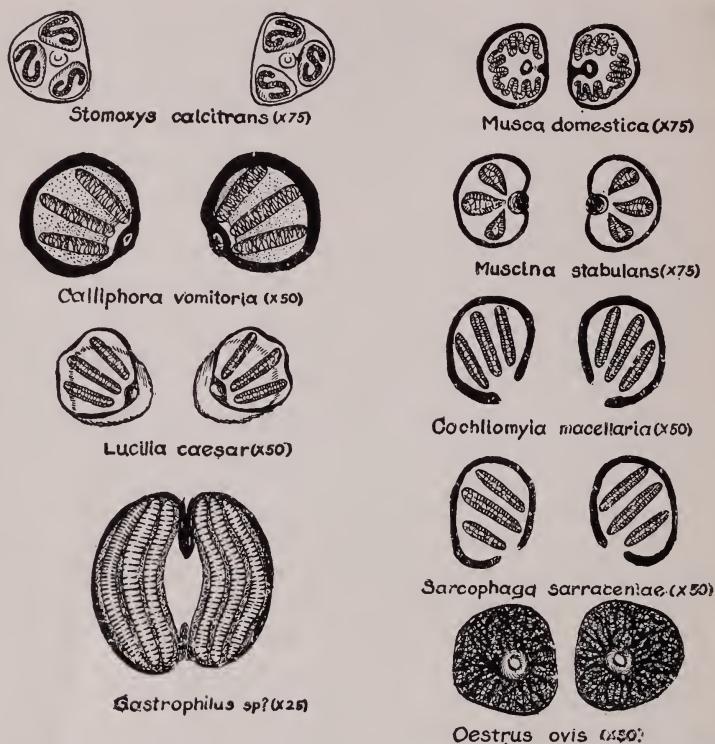 Stomoxys calcitrans (x75)
Calliphora vomitoria (x50)
Lucilia caesar (x50)
Gastrophilus sp? (x25)
Musca domestica (x75)
Muscina stabulans (x75)
Cochliomyia macellaria (x50)
Sarcophaga sarraceniae (x50)
Oestrus ovis (x50)